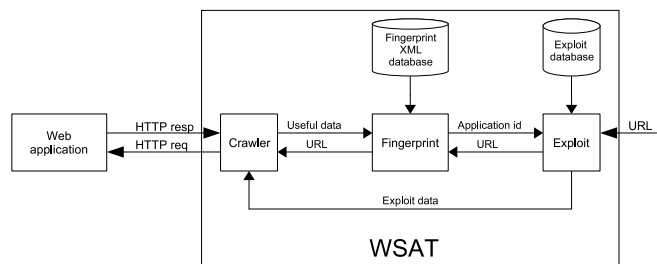 Fingerprint
XML
database
Exploit
database
Web
application
HTTP resp
HTTP req
Crawler
Useful data
URL
Fingerprint
Application id
URL
Exploit
URL
Exploit data
WSAT